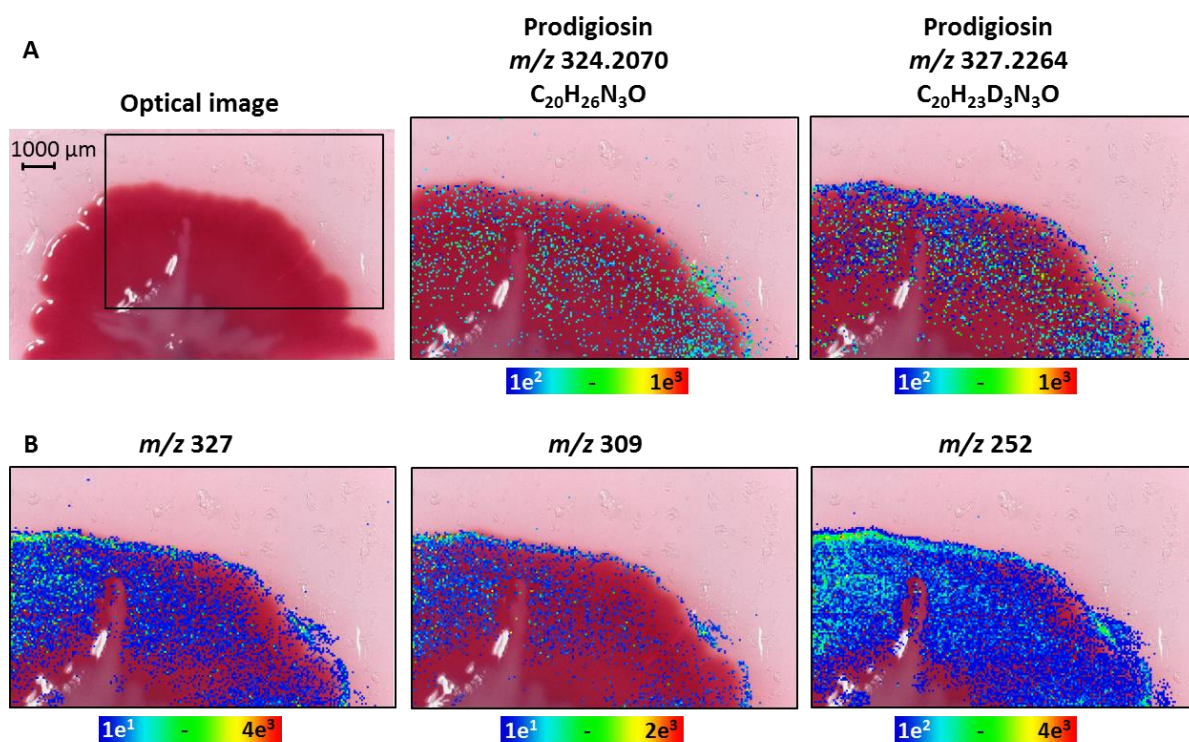 A
Optical image
1000 µm
Prodigiosin
m/z 324.2070
C₂₀H₂₆N₃O
Prodigiosin
m/z 327.2264
C₂₀H₂₃D₃N₃O
1e² - 1e³
1e² - 1e³
B
m/z 327
m/z 309
m/z 252
1e¹ - 4e³
1e¹ - 2e³
1e² - 4e³